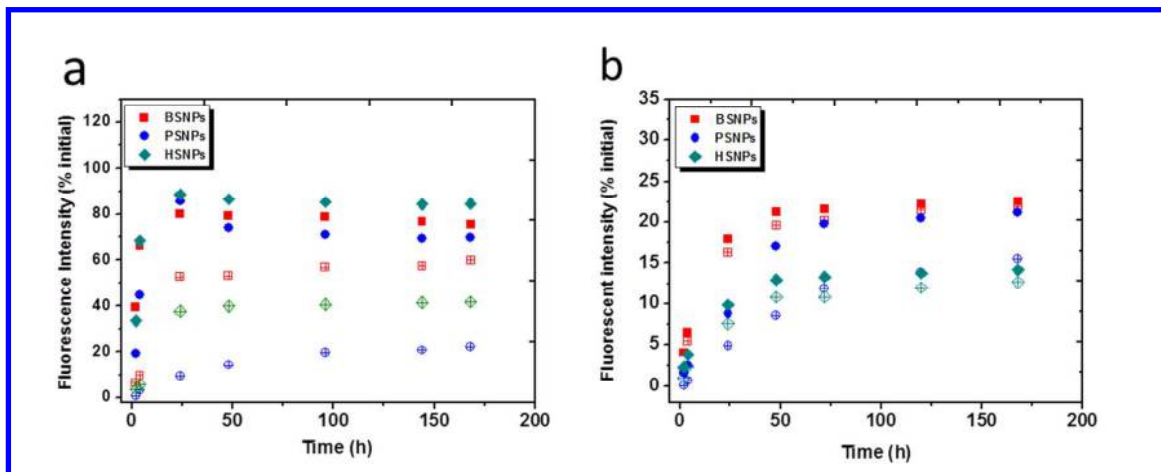 a
120
100
80
60
40
20
0
Fluorescence Intensity (% initial)
BSNPs
PSNPs
HSNPs
0 50 100 150 200
Time (h)
b
35
30
25
20
15
10
5
0
Fluorescent intensity (% initial)
BSNPs
PSNPs
HSNPs
0 50 100 150 200
Time (h)